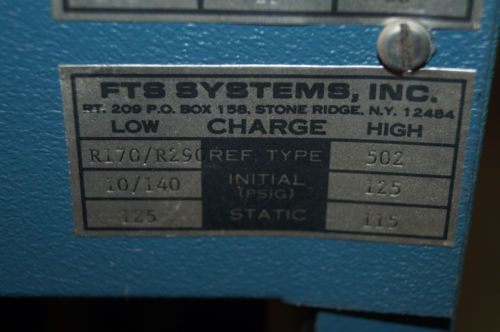 FTS SYSTEMS, INC.
RT. 209 P.O. BOX 158, STONE RIDGE, N.Y. 12484
LOW CHARGE HIGH
R170/R290 REF. TYPE 502
10/140 INITIAL (PSIG) 125
125 STATIC 115